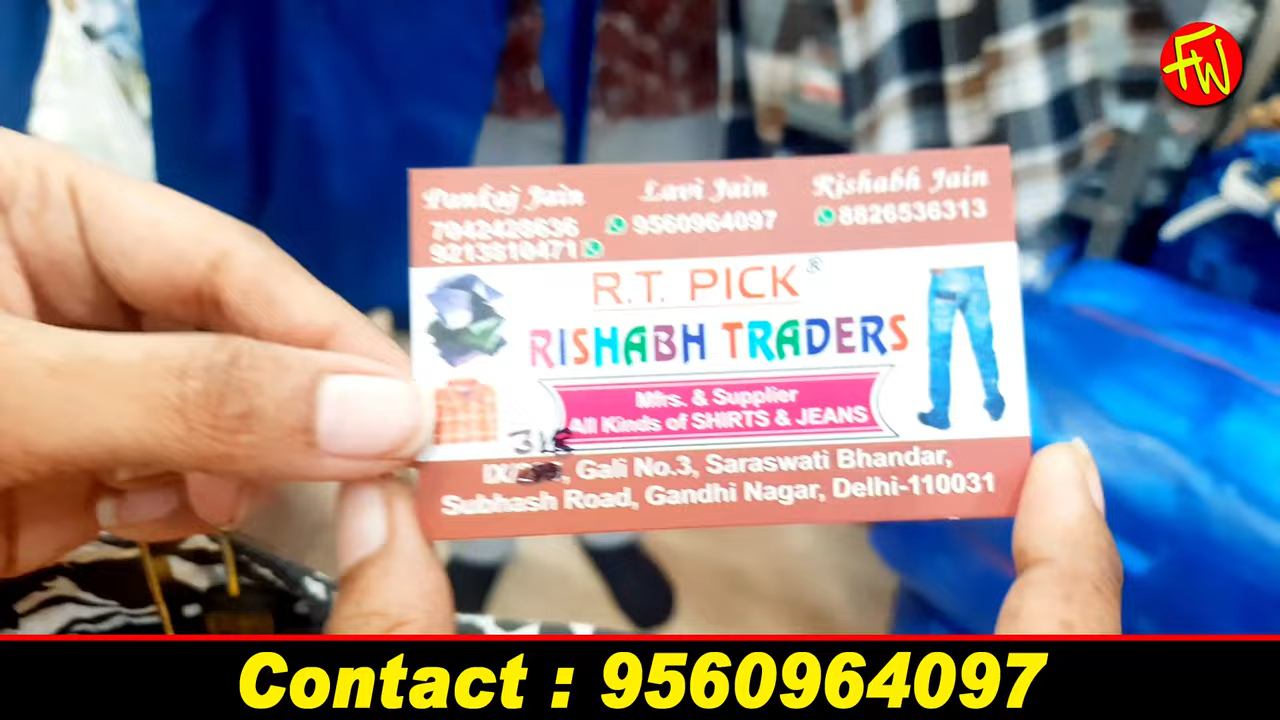 FW
Pankaj Jain Lavi Jain Rishabh Jain
9560964097 8826536313
R.T. PICK®
RISHABH TRADERS
Mfrs. & Supplier
All Kinds of SHIRTS & JEANS
, Gali No.3, Saraswati Bhandar,
Subhash Road, Gandhi Nagar, Delhi-110031
Contact : 9560964097